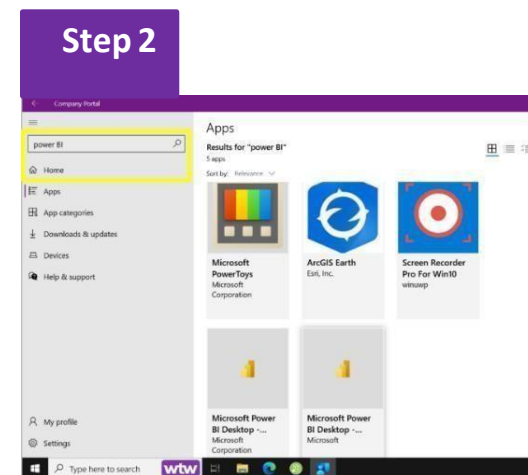 Step 2
Company Portal
power BI
Home
Apps
App categories
Downloads & updates
Devices
Help & support
My profile
Settings
Apps
Results for "power BI"
5 apps
Sort by: Relevance
Microsoft
PowerToys
Microsoft
Corporation
ArcGIS Earth
Esri, Inc.
Screen Recorder
Pro For Win10
winuwp
Microsoft Power
BI Desktop -...
Microsoft
Corporation
Microsoft Power
BI Desktop -...
Microsoft
Type here to search
wtw